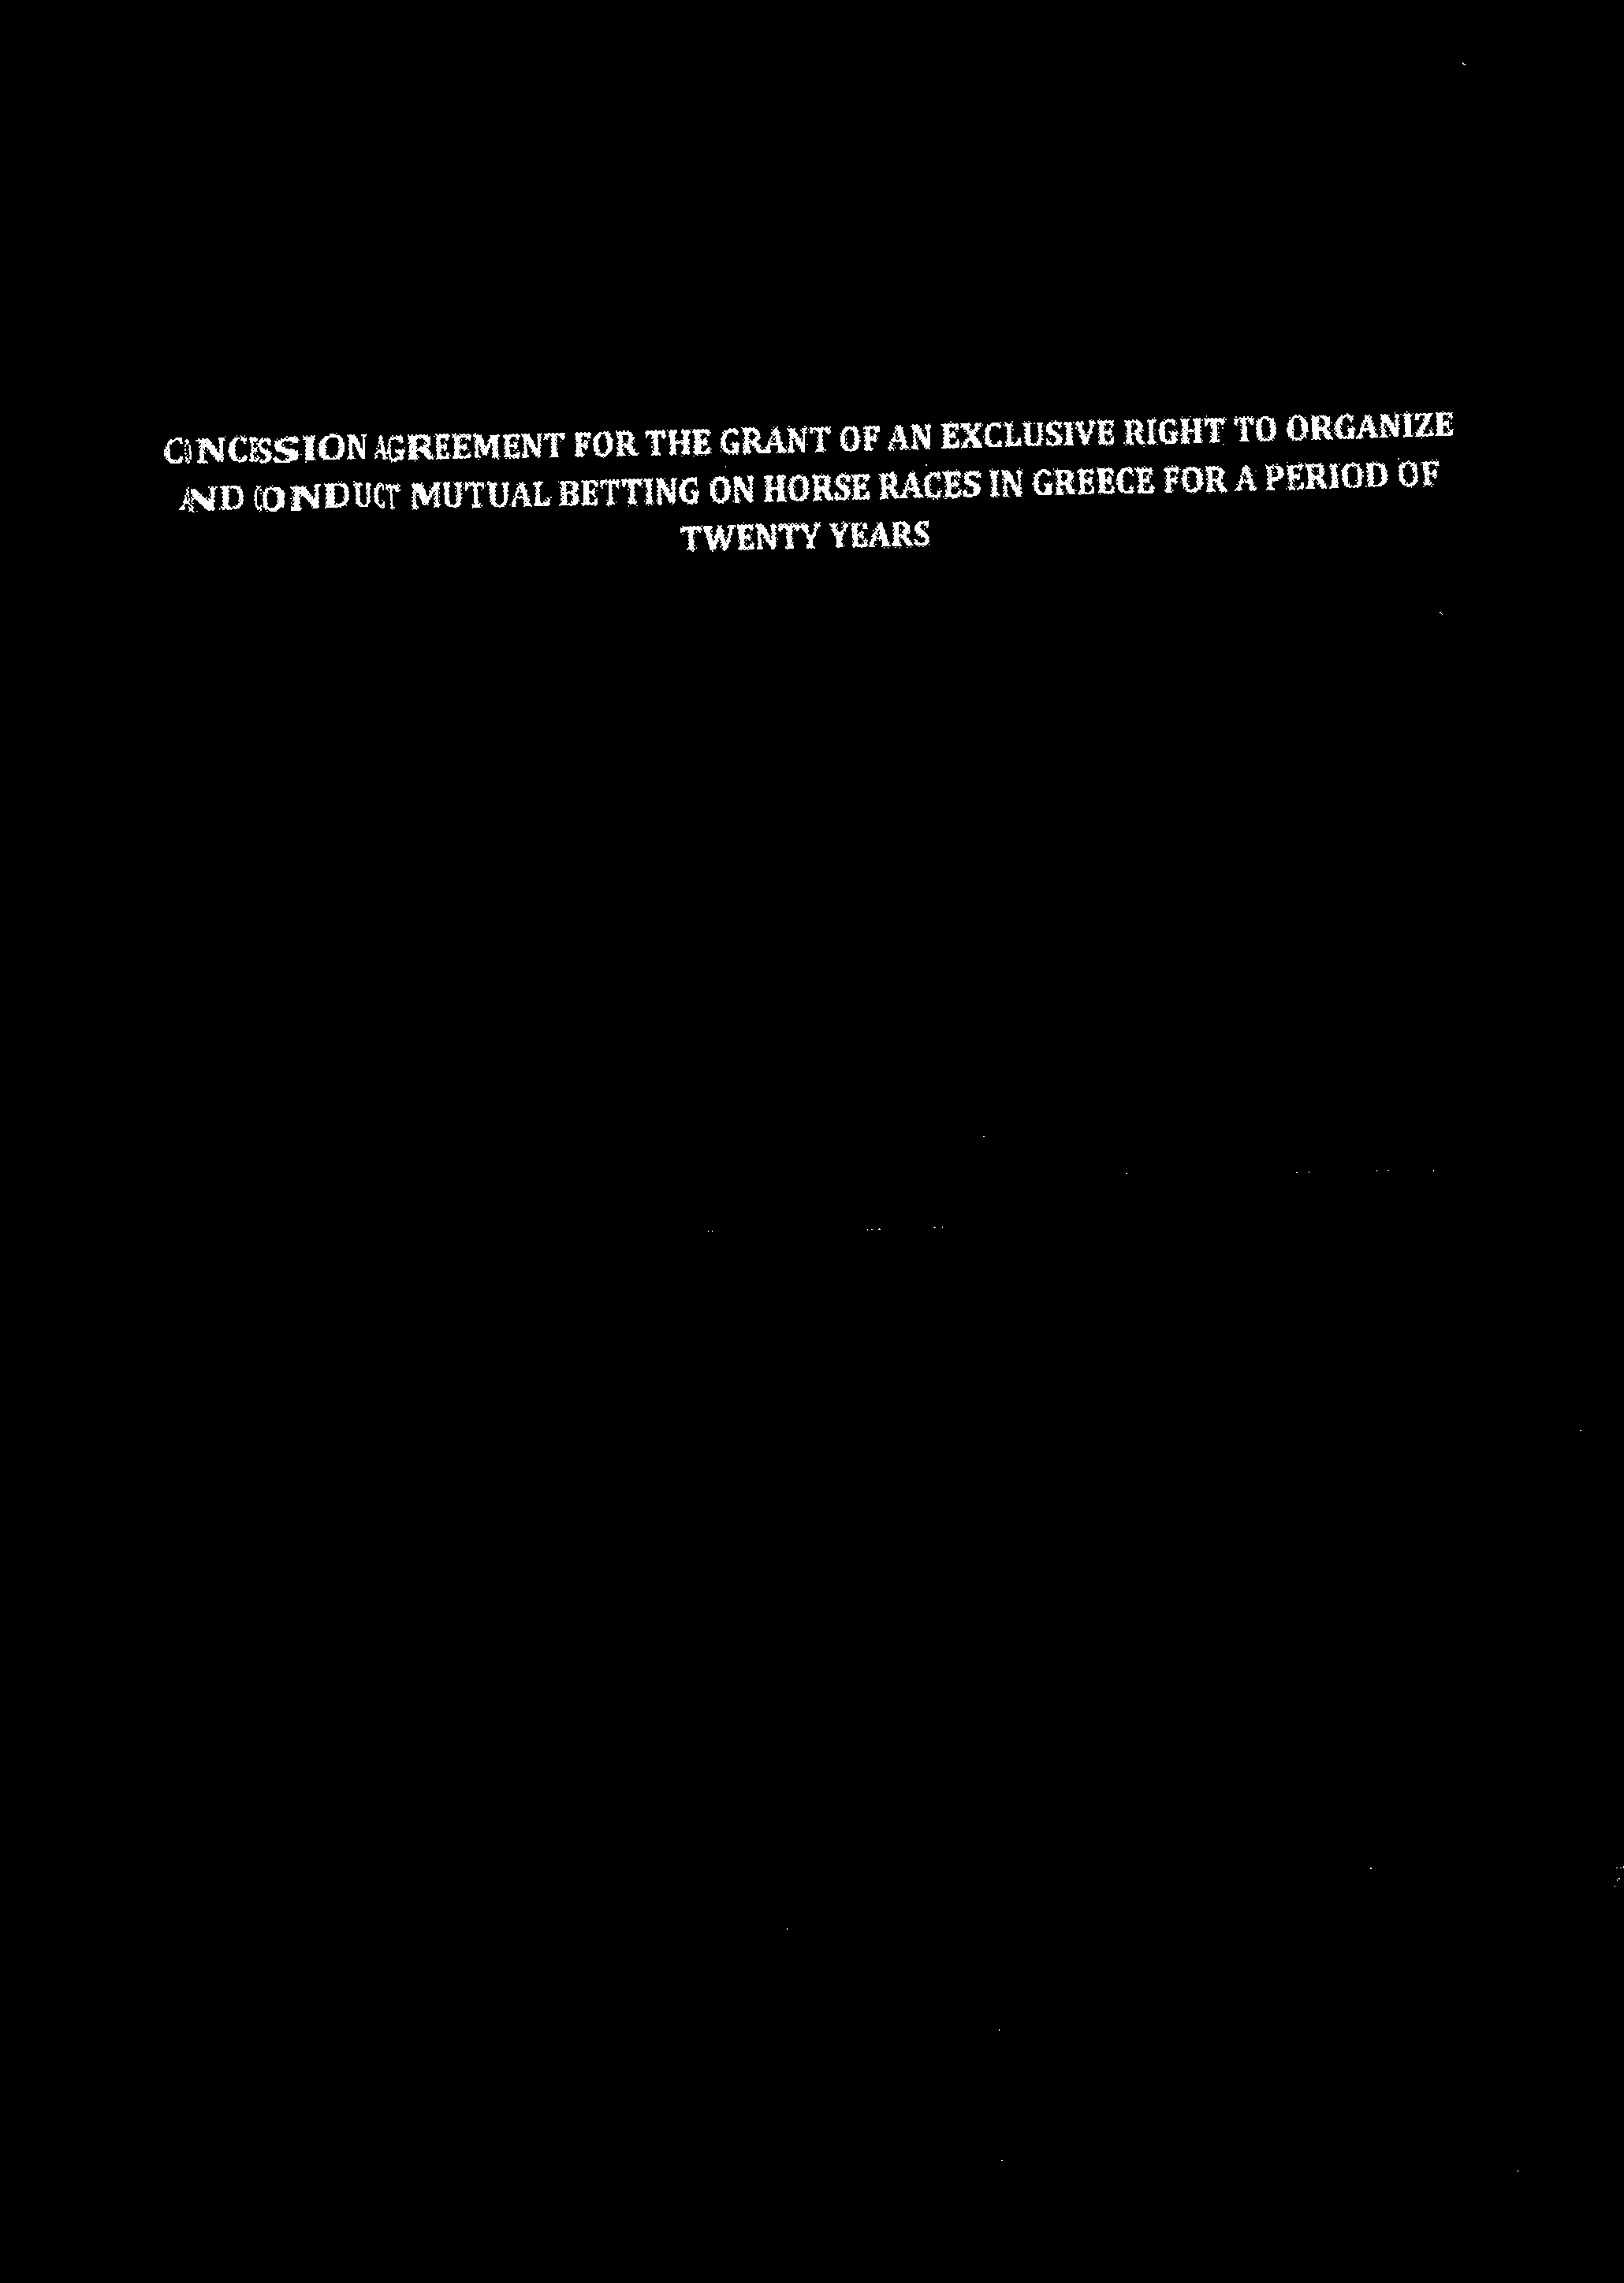 CONCESSION AGREEMENT FOR THE GRANT OF AN EXCLUSIVE RIGHT TO ORGANIZE
AND CONDUCT MUTUAL BETTING ON HORSE RACES IN GREECE FOR A PERIOD OF
TWENTY YEARS